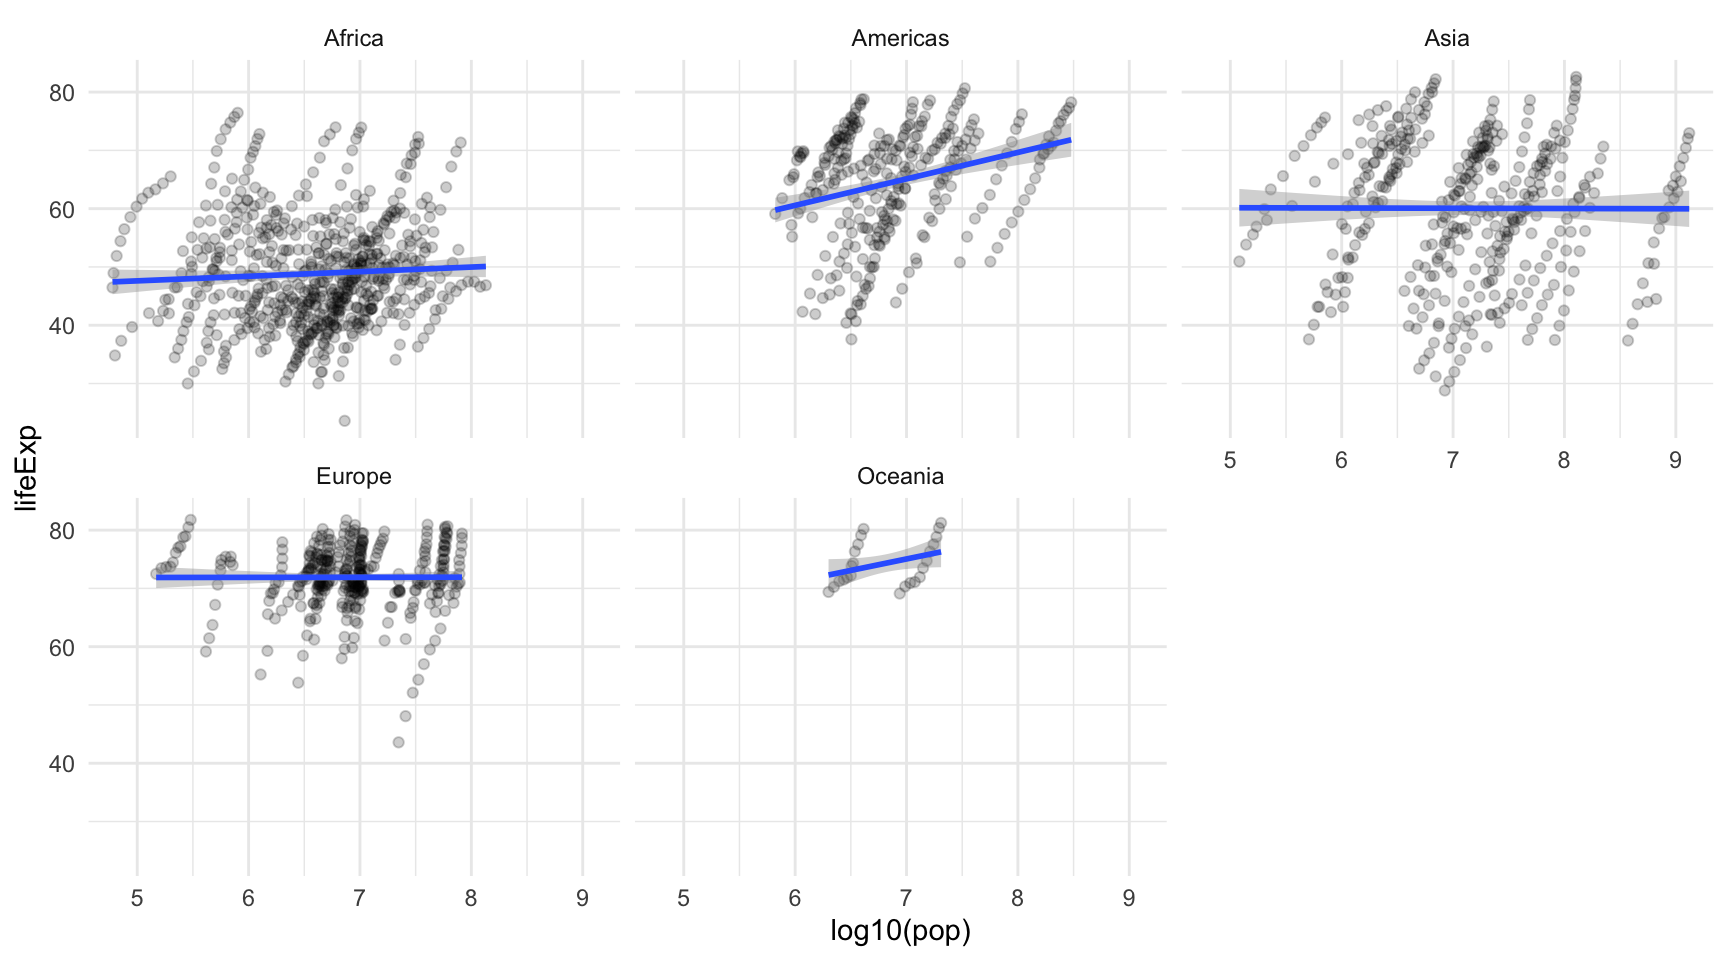 Africa Americas Asia
80
60
40
5 6 7 8 9
Europe Oceania
80
60
40
5 6 7 8 9 5 6 7 8 9
lifeExp
log10(pop)